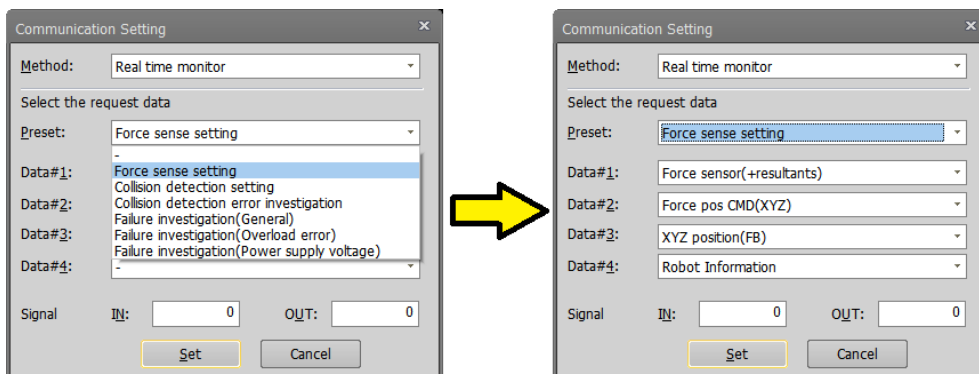 Communication Setting ×
Method: Real time monitor
Select the request data
Preset: Force sense setting
-
Force sense setting
Collision detection setting
Collision detection error investigation
Failure investigation(General)
Failure investigation(Overload error)
Failure investigation(Power supply voltage)
Data#1:
Data#2:
Data#3:
Data#4: -
Signal IN: 0 OUT: 0
Set Cancel
Communication Setting ×
Method: Real time monitor
Select the request data
Preset: Force sense setting
Data#1: Force sensor(+resultants)
Data#2: Force pos CMD(XYZ)
Data#3: XYZ position(FB)
Data#4: Robot Information
Signal IN: 0 OUT: 0
Set Cancel